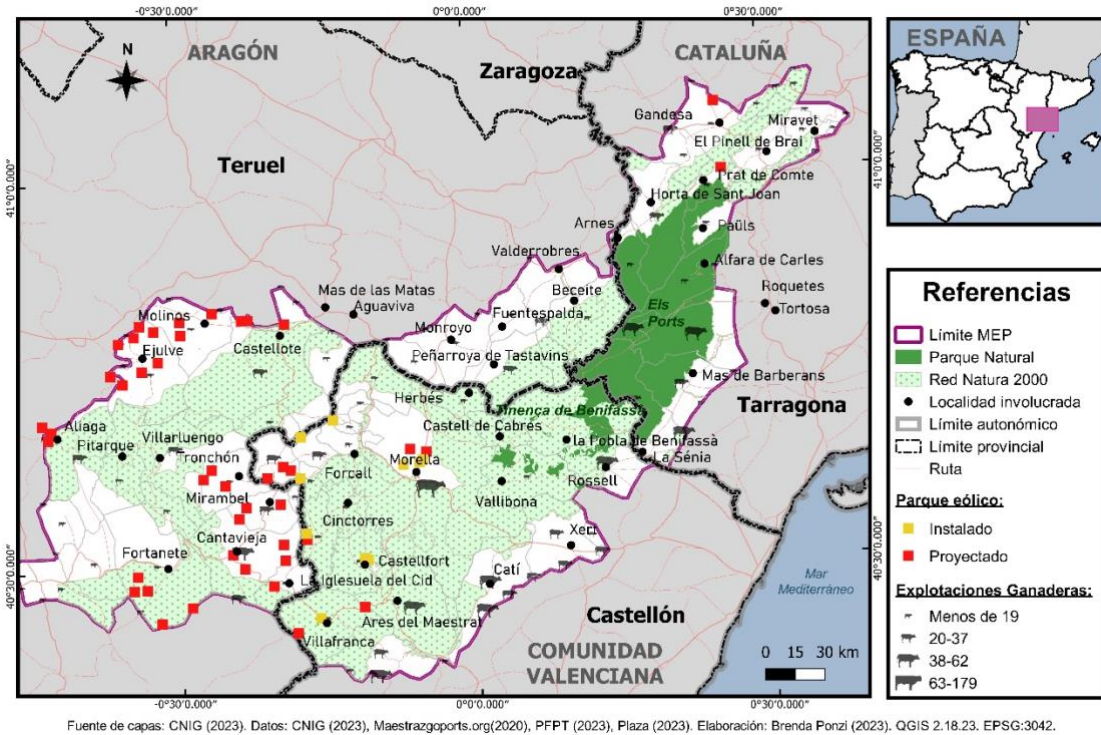 -0°30'0.000"
0°0'0.000"
0°30'0.000"
N
ARAGÓN
CATALUÑA
ESPAÑA
Zaragoza
Gandesa
Miravet
El Pinell de Brai
Teruel
41°0'0.000"
41°0'0.000"
Prat de Comte
Horta de Sant Joan
Arnes
Paüls
Valderrobres
Alfara de Carles
Beceite
Roquetes
Mas de las Matas
Tortosa
Aguaviva
Els
Ports
Molinos
Fuentespalda
Monroyo
Ejulve
Castellote
Peñarroya de Tastavins
Mas de Barberans
Herbés
Tarragona
Tinença de Benifassà
Aliaga
Villarluengo
Castell de Cabrés
la Pobla de Benifassà
Pitarque
Tronchón
Forcall
Morella
La Sénia
Rossell
Mirambel
Vallibona
Cinctorres
Xert
Cantavieja
Fortanete
Castellfort
40°30'0.000"
40°30'0.000"
La Iglesuela del Cid
Catí
Mar
Mediterráneo
Ares del Maestrat
Castellón
Villafranca
COMUNIDAD
VALENCIANA
0 15 30 km
-0°30'0.000"
0°0'0.000"
0°30'0.000"
Referencias
Límite MEP
Parque Natural
Red Natura 2000
Localidad involucrada
Límite autonómico
Límite provincial
Ruta
Parque eólico:
Instalado
Proyectado
Explotaciones Ganaderas:
Menos de 19
20-37
38-62
63-179
Fuente de capas: CNIG (2023). Datos: CNIG (2023), Maestrazgoports.org(2020), PFPT (2023), Plaza (2023). Elaboración: Brenda Ponzi (2023). QGIS 2.18.23. EPSG:3042.